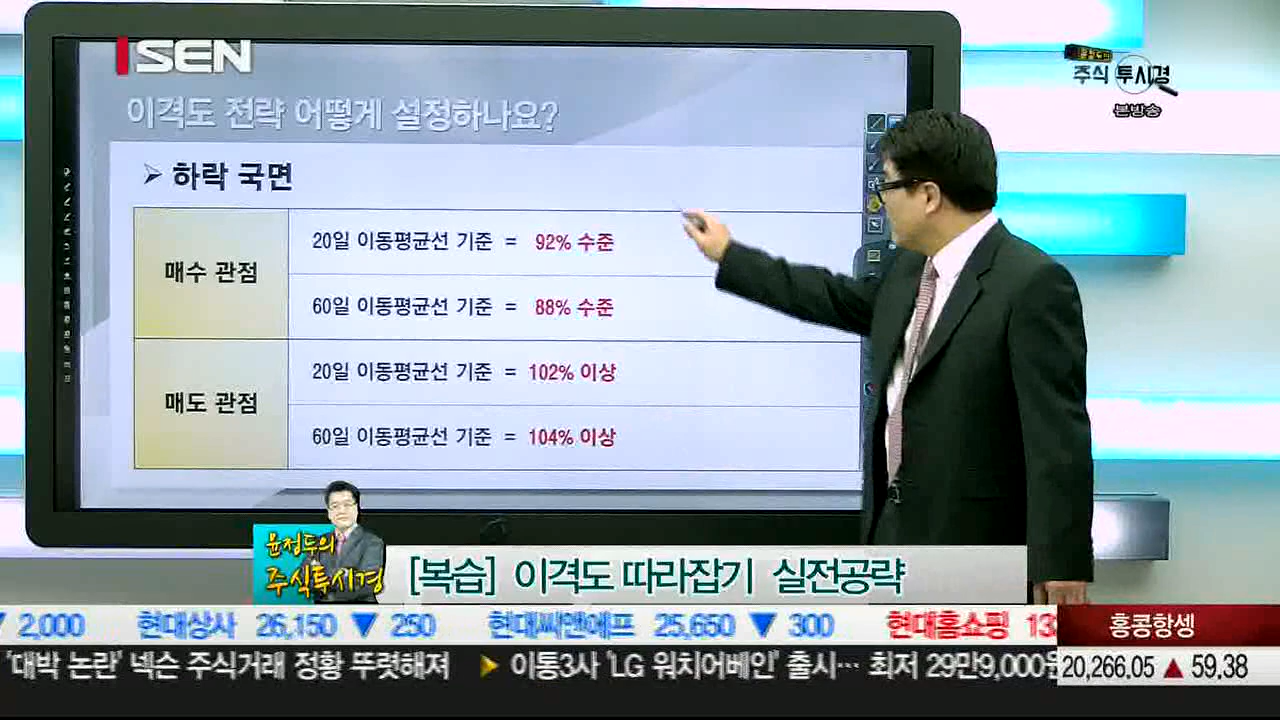 SEN
주식 투시경
본방송
이격도 전략 어떻게 설정하나요?
하락 국면
매수 관점
20일 이동평균선 기준 = 92% 수준
60일 이동평균선 기준 = 88% 수준
매도 관점
20일 이동평균선 기준 = 102% 이상
60일 이동평균선 기준 = 104% 이상
윤정두의
주식투시경
[복습] 이격도 따라잡기 실전공략
▼ 2,000 현대상사 26,150 ▼ 250 현대씨앤에프 25,650 ▼ 300 현대홈쇼핑 13
홍콩항셍
'대박 논란' 넥슨 주식거래 정황 뚜렷해져 ▶ 이통3사 'LG 워치어베인' 출시… 최저 29만9,000원
20,266.05 ▲ 59.38